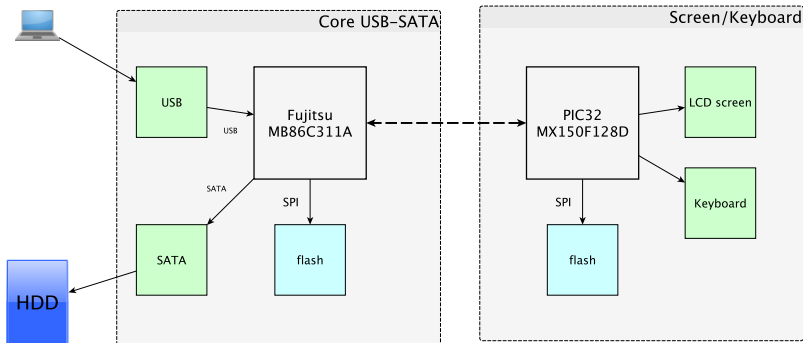 Core USB-SATA
Screen/Keyboard
USB
USB
Fujitsu
MB86C311A
PIC32
MX150F128D
LCD screen
SATA
SPI
SPI
Keyboard
SATA
flash
flash
HDD